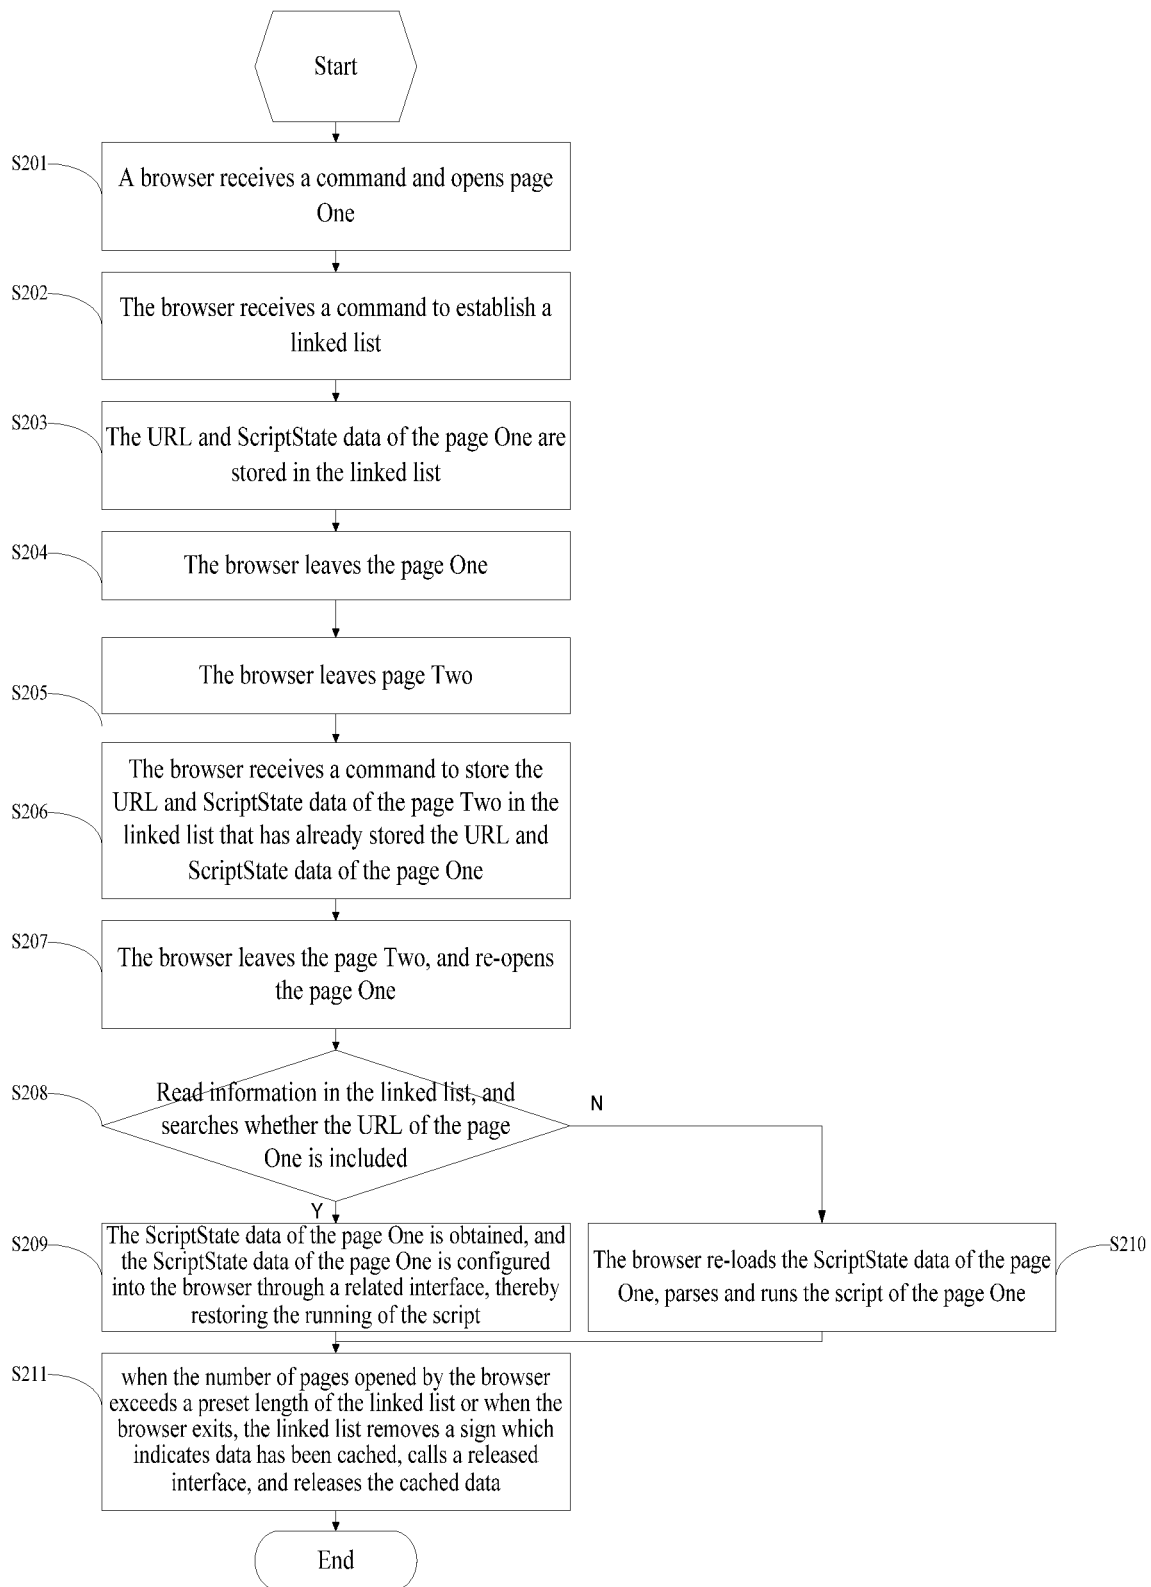 Start
S201
A browser receives a command and opens page
One
S202
The browser receives a command to establish a
linked list
S203
The URL and ScriptState data of the page One are
stored in the linked list
S204
The browser leaves the page One
The browser leaves page Two
S205
The browser receives a command to store the
URL and ScriptState data of the page Two in the
linked list that has already stored the URL and
ScriptState data of the page One
S206
S207
The browser leaves the page Two, and re-opens
the page One
S208
Read information in the linked list, and
searches whether the URL of the page
One is included
N
Y
S209
The ScriptState data of the page One is obtained, and
the ScriptState data of the page One is configured
into the browser through a related interface, thereby
restoring the running of the script
S210
The browser re-loads the ScriptState data of the page
One, parses and runs the script of the page One
S211
when the number of pages opened by the browser
exceeds a preset length of the linked list or when the
browser exits, the linked list removes a sign which
indicates data has been cached, calls a released
interface, and releases the cached data
End